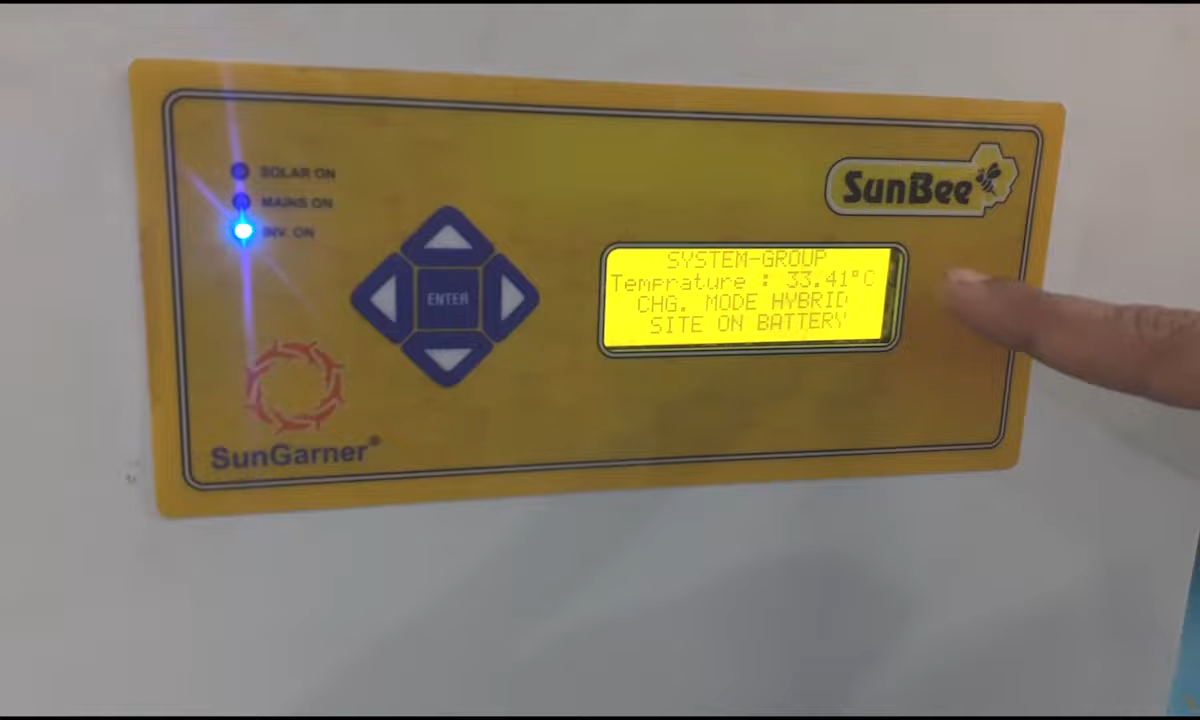 SOLAR ON
MAINS ON
INV. ON
ENTER
SunBee
SYSTEM-GROUP
Temprature : 33.41°C
CHG. MODE HYBRID
SITE ON BATTERY
SunGarner®